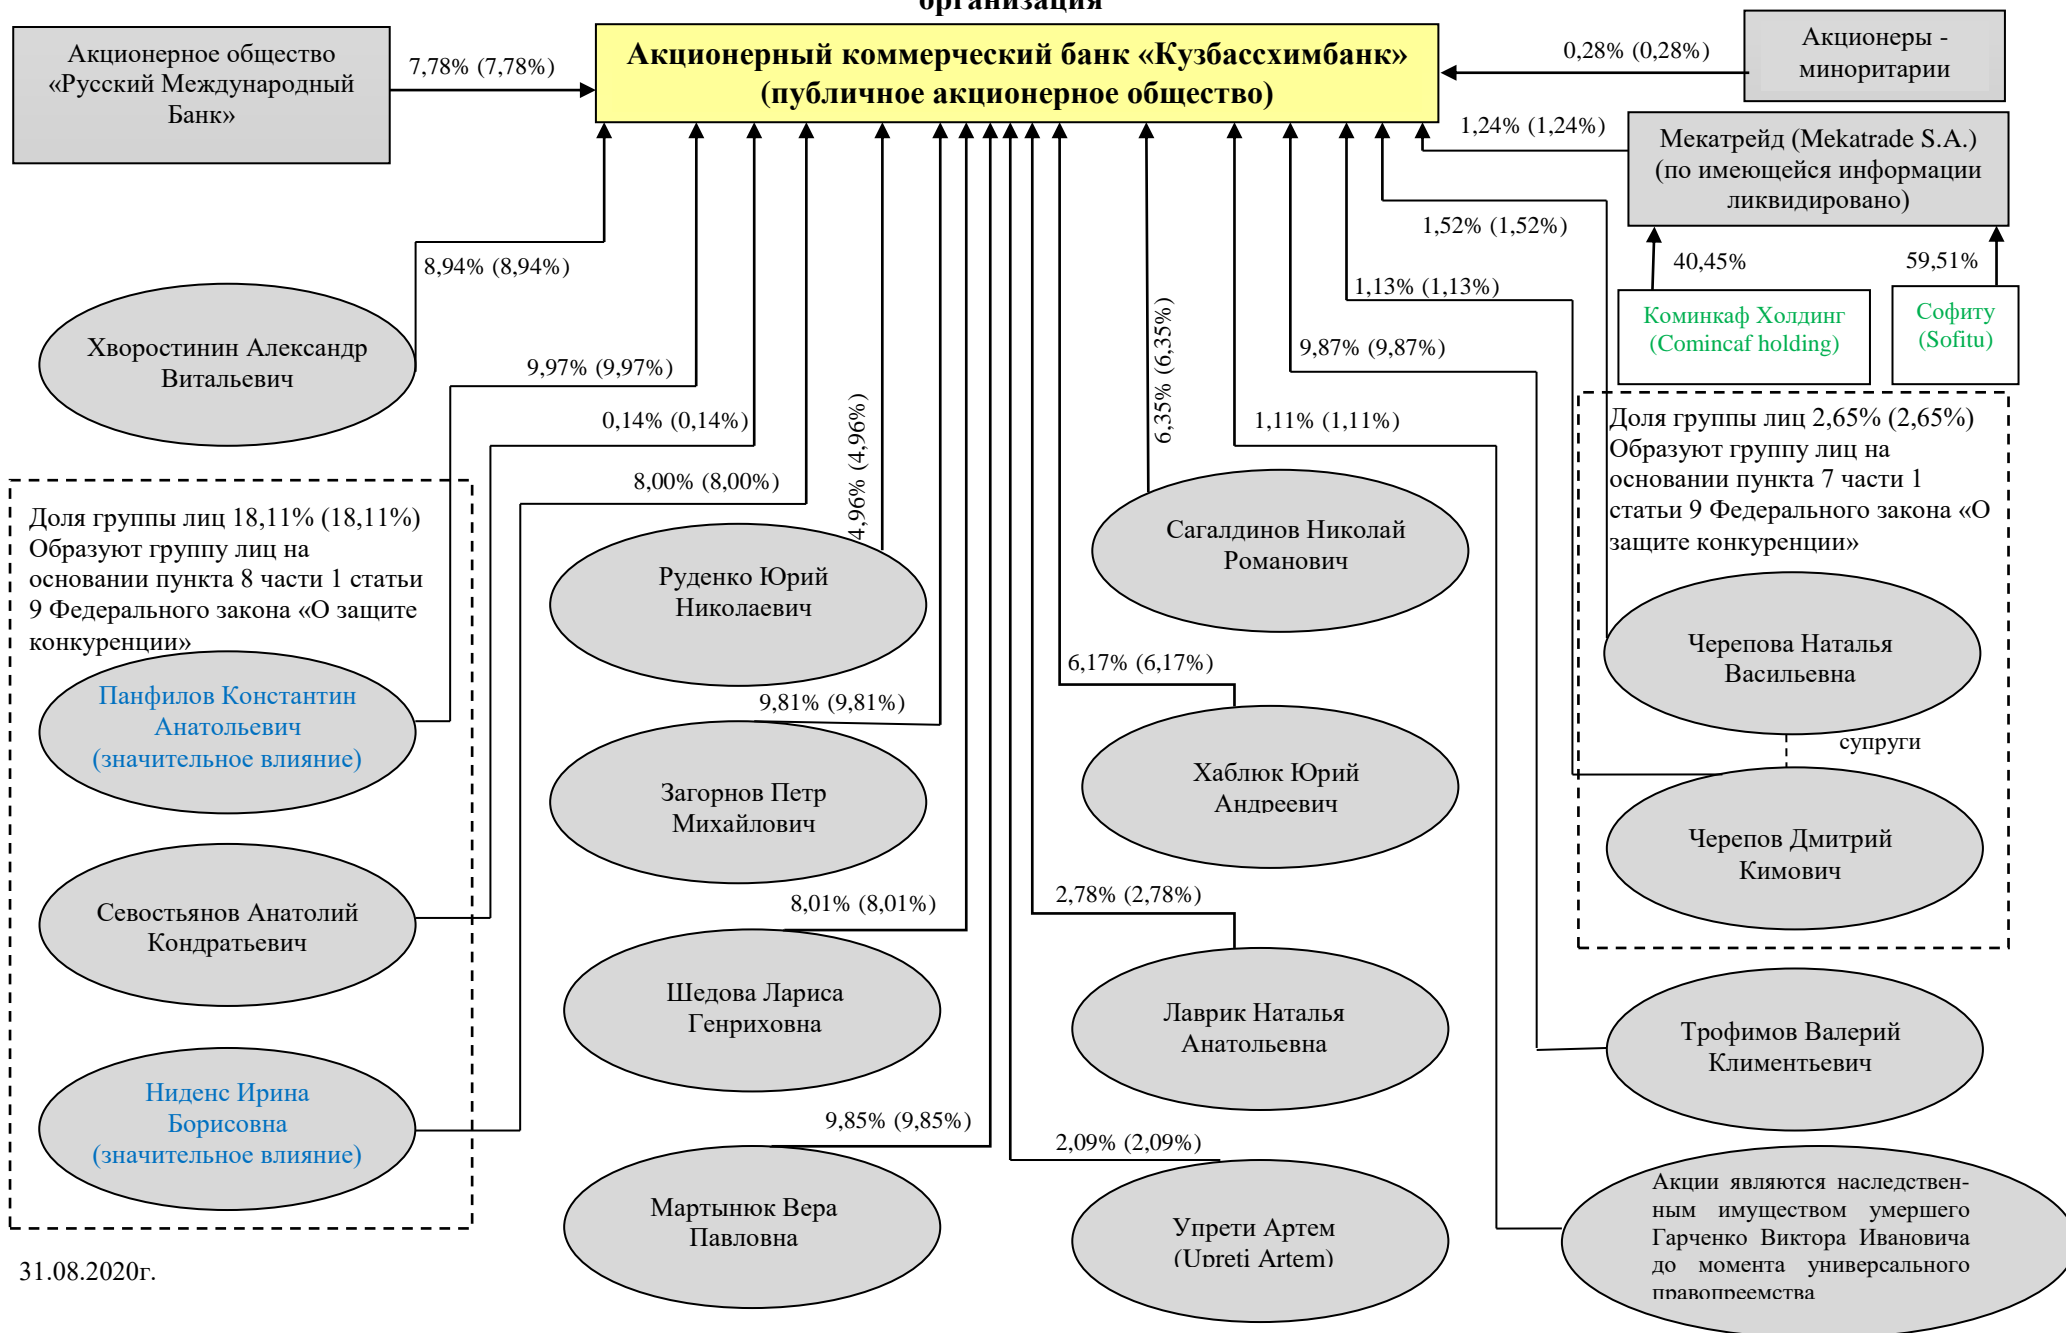 организация
Акционерное общество
«Русский Международный
Банк»
7,78% (7,78%)
Акционерный коммерческий банк «Кузбассхимбанк»
(публичное акционерное общество)
0,28% (0,28%)
Акционеры -
миноритарии
1,24% (1,24%)
Мекатрейд (Mekatrade S.A.)
(по имеющейся информации
ликвидировано)
1,52% (1,52%)
40,45%
59,51%
Коминкаф Холдинг
(Comincaf holding)
Софиту
(Sofitu)
8,94% (8,94%)
Хворостинин Александр
Витальевич
9,97% (9,97%)
0,14% (0,14%)
8,00% (8,00%)
4,96% (4,96%)
6,35% (6,35%)
1,13% (1,13%)
9,87% (9,87%)
1,11% (1,11%)
Доля группы лиц 18,11% (18,11%)
Образуют группу лиц на
основании пункта 8 части 1 статьи
9 Федерального закона «О защите
конкуренции»
Панфилов Константин
Анатольевич
(значительное влияние)
Севостьянов Анатолий
Кондратьевич
Ниденс Ирина
Борисовна
(значительное влияние)
Руденко Юрий
Николаевич
9,81% (9,81%)
Загорнов Петр
Михайлович
8,01% (8,01%)
Шедова Лариса
Генриховна
9,85% (9,85%)
Мартынюк Вера
Павловна
Сагалдинов Николай
Романович
6,17% (6,17%)
Хаблюк Юрий
Андреевич
2,78% (2,78%)
Лаврик Наталья
Анатольевна
2,09% (2,09%)
Упрети Артем
(Upreti Artem)
Доля группы лиц 2,65% (2,65%)
Образуют группу лиц на
основании пункта 7 части 1
статьи 9 Федерального закона «О
защите конкуренции»
Черепова Наталья
Васильевна
супруги
Черепов Дмитрий
Кимович
Трофимов Валерий
Климентьевич
Акции являются наследствен-
ным имуществом умершего
Гарченко Виктора Ивановича
до момента универсального
правопреемства
31.08.2020г.